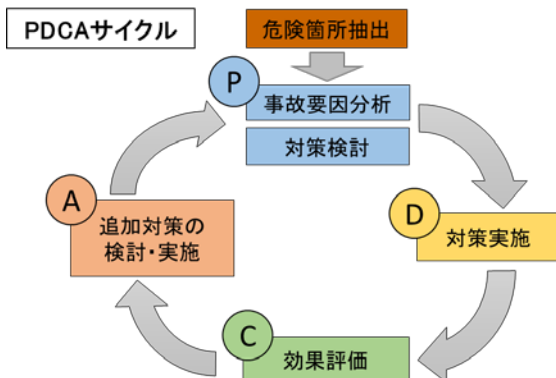 PDCAサイクル
危険箇所抽出
P
事故要因分析
対策検討
D
対策実施
C
効果評価
A
追加対策の
検討・実施